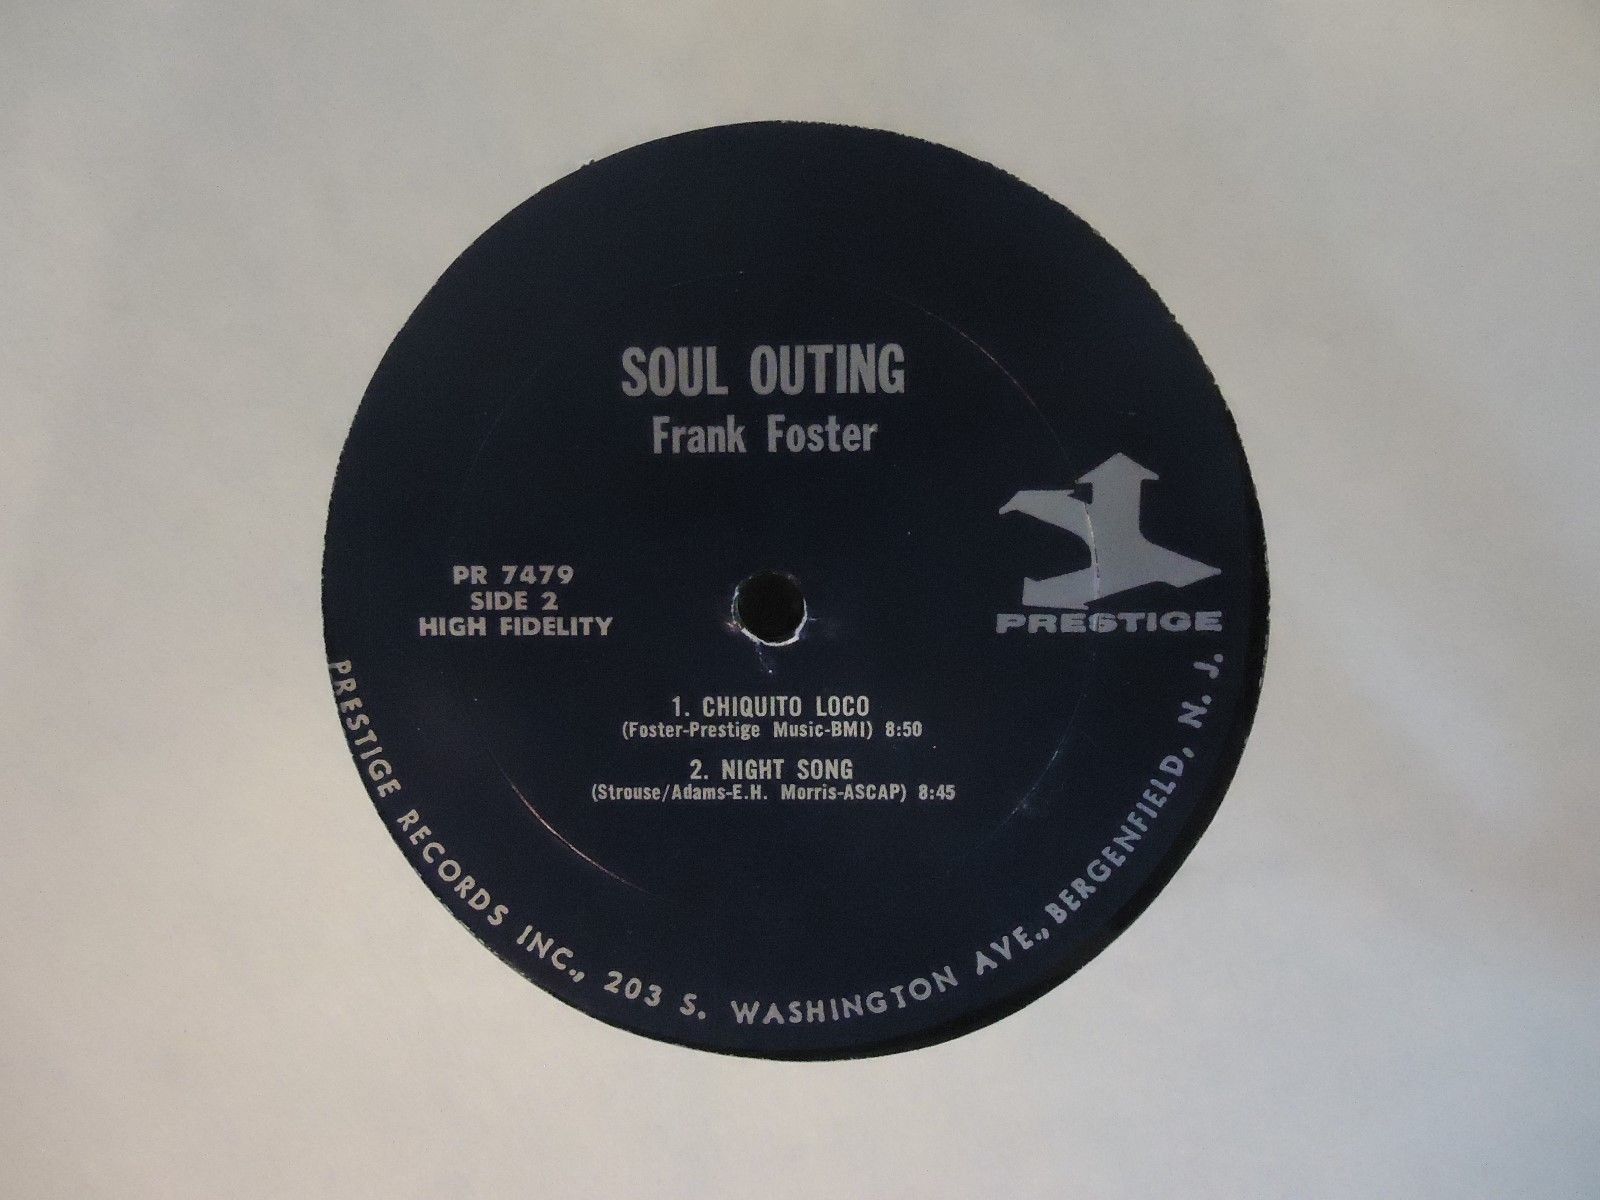 SOUL OUTING
Frank Foster
PR 7479
SIDE 2
HIGH FIDELITY
PRESTIGE
1. CHIQUITO LOCO
(Foster-Prestige Music-BMI) 8:50
2. NIGHT SONG
(Strouse/Adams-E.H. Morris-ASCAP) 8:45
PRESTIGE RECORDS INC., 203 S. WASHINGTON AVE., BERGENFIELD, N. J.